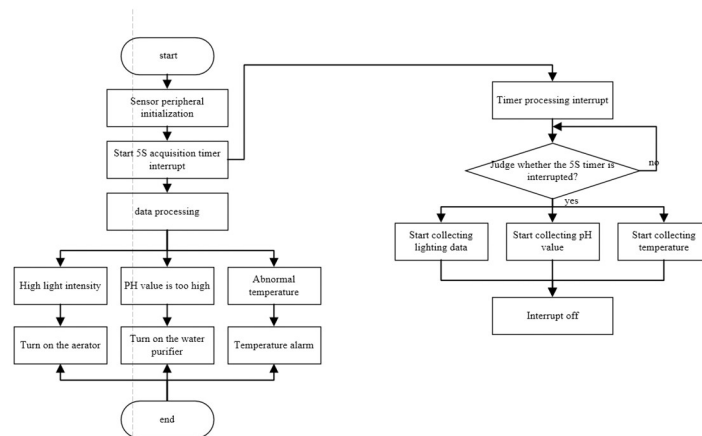 start
Sensor peripheral
initialization
Start 5S acquisition timer
interrupt
data processing
High light intensity
PH value is too high
Abnormal
temperature
Turn on the aerator
Turn on the water
purifier
Temperature alarm
end
Timer processing interrupt
Judge whether the 5S timer is
interrupted?
no
yes
Start collecting
lighting data
Start collecting pH
value
Start collecting
temperature
Interrupt off